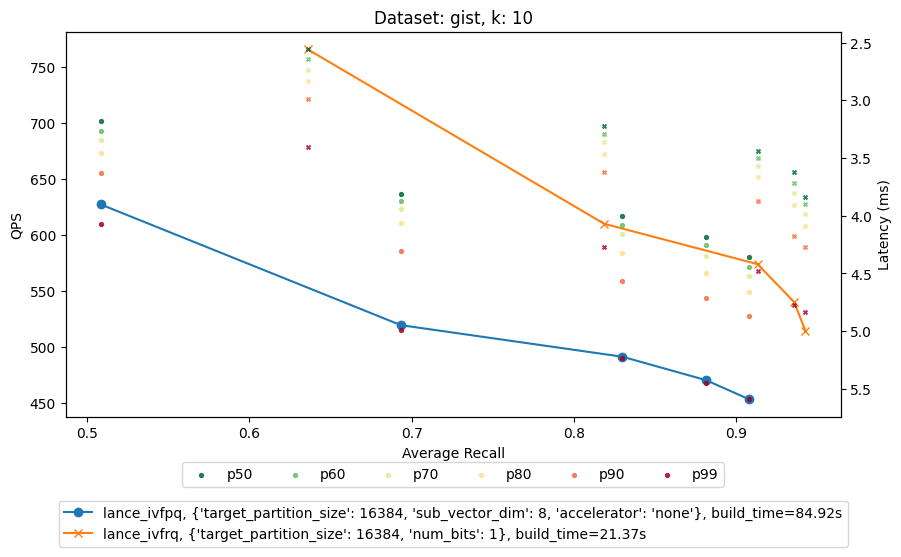 Dataset: gist, k: 10
750
700
650
600
550
500
450
QPS
2.5
3.0
3.5
4.0
4.5
5.0
5.5
Latency (ms)
0.5 0.6 0.7 0.8 0.9
Average Recall
p50 p60 p70 p80 p90 p99
lance_ivfpq, {'target_partition_size': 16384, 'sub_vector_dim': 8, 'accelerator': 'none'}, build_time=84.92s
lance_ivfrq, {'target_partition_size': 16384, 'num_bits': 1}, build_time=21.37s